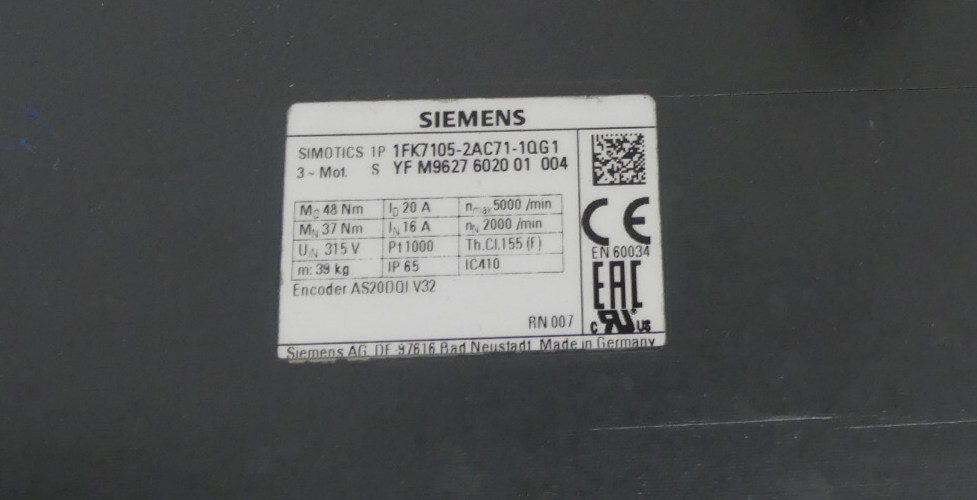 SIEMENS
SIMOTICS 1P 1FK7105-2AC71-1QG1
3 ~ Mot. S YF M9627 6020 01 004
M0 48 Nm I0 20 A nmax 5000 /min
MN 37 Nm IN 16 A nN 2000 /min
UIN 315 V Pt1000 Th.Cl.155 (F)
m: 39 kg IP 65 IC410
Encoder AS20DQI V32
CE
EN 60034
EAC
RN 007
c RU US
Siemens AG, DE-97616 Bad Neustadt Made in Germany